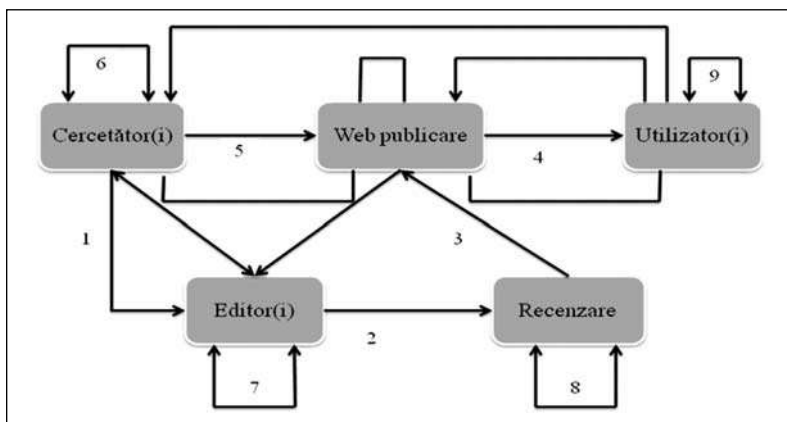 6
9
Cercetător(i)
5
Web publicare
4
Utilizator(i)
1
3
Editor(i)
2
Recenzare
7
8